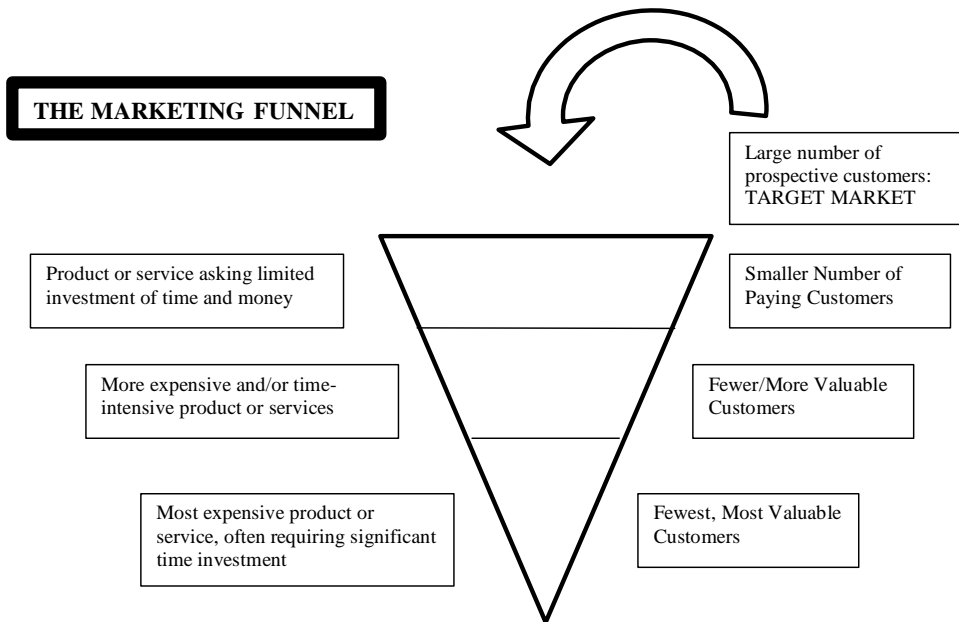 THE MARKETING FUNNEL
Large number of
prospective customers:
TARGET MARKET
Product or service asking limited
investment of time and money
Smaller Number of
Paying Customers
More expensive and/or time-
intensive product or services
Fewer/More Valuable
Customers
Most expensive product or
service, often requiring significant
time investment
Fewest, Most Valuable
Customers